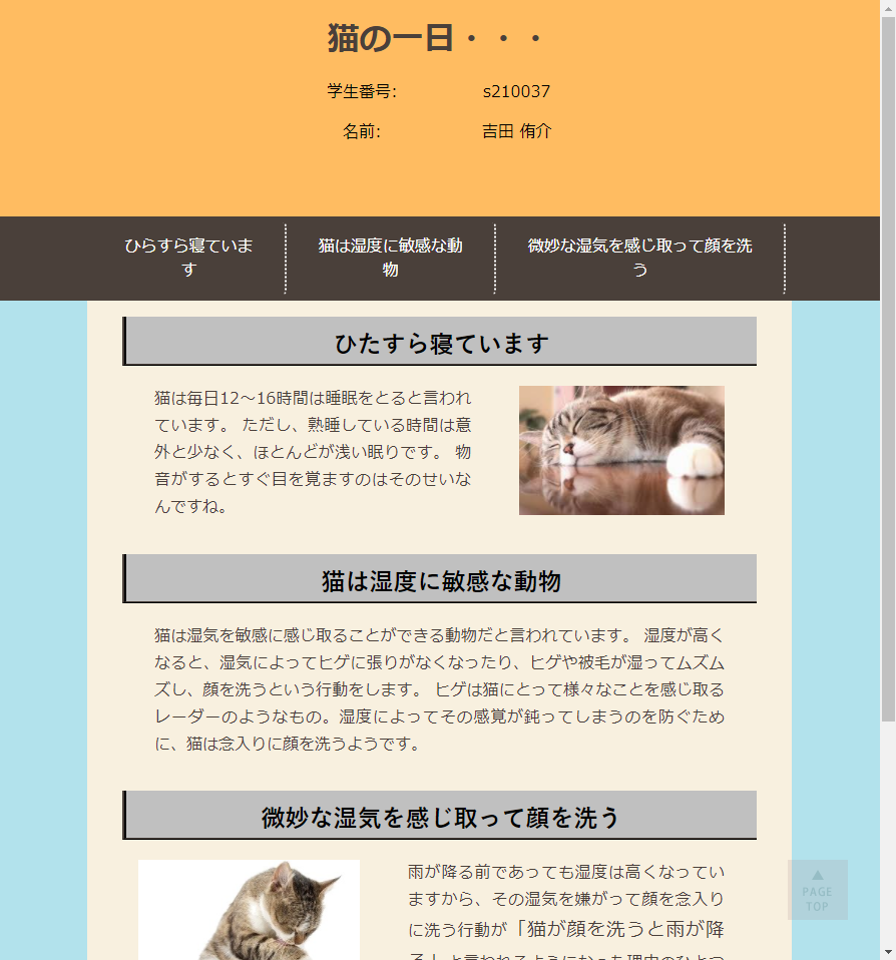 猫の一日・・・
学生番号: s210037
名前: 吉田 侑介
ひらすら寝ていま
す
猫は湿度に敏感な動
物
微妙な湿気を感じ取って顔を洗
う
ひたすら寝ています
猫は毎日12～16時間は睡眠をとると言われ
ています。 ただし、熟睡している時間は意
外と少なく、ほとんどが浅い眠りです。 物
音がするとすぐ目を覚ますのはそのせいな
んですね。
猫は湿度に敏感な動物
猫は湿気を敏感に感じ取ることができる動物だと言われています。 湿度が高く
なると、湿気によってヒゲに張りがなくなったり、ヒゲや被毛が湿ってムズム
ズし、顔を洗うという行動をします。 ヒゲは猫にとって様々なことを感じ取る
レーダーのようなもの。湿度によってその感覚が鈍ってしまうのを防ぐため
に、猫は念入りに顔を洗うようです。
微妙な湿気を感じ取って顔を洗う
雨が降る前であっても湿度は高くなってい
ますから、その湿気を嫌がって顔を念入り
に洗う行動が「猫が顔を洗うと雨が降
る」と言われるようになった理由のひとつ
▲
PAGE
TOP